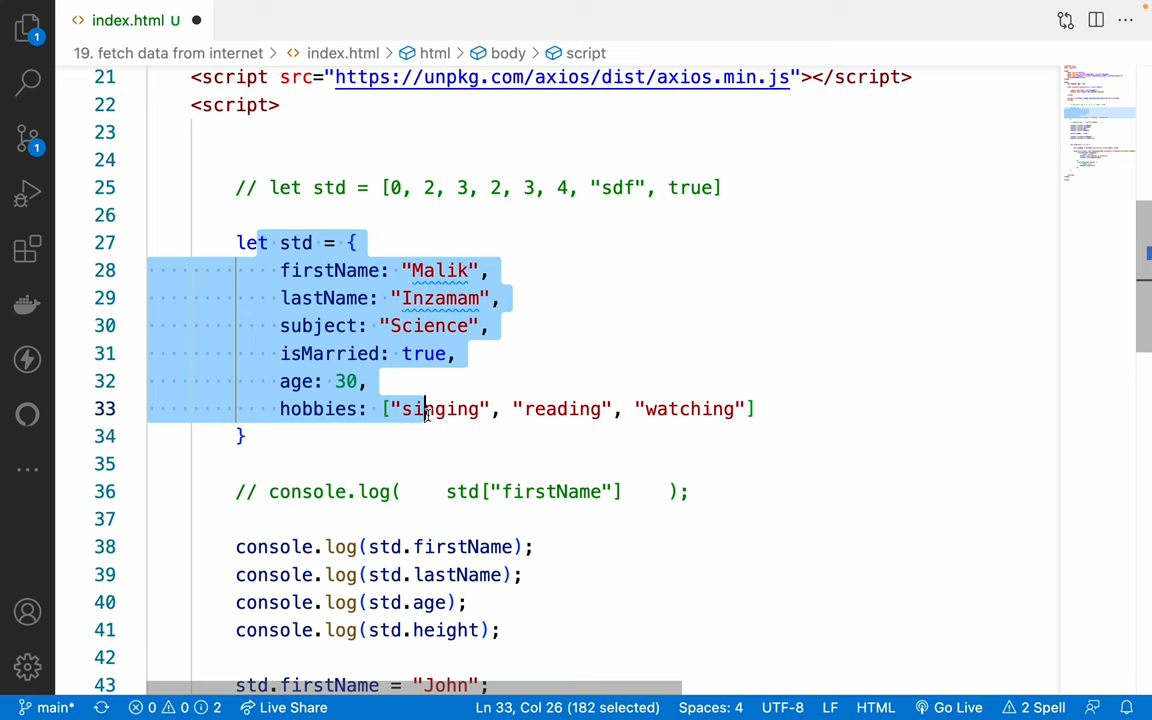 index.html U
19. fetch data from internet > index.html > html > body > script
21 <script src="https://unpkg.com/axios/dist/axios.min.js"></script>
22 <script>
23
24
25 // let std = [0, 2, 3, 2, 3, 4, "sdf", true]
26
27 let std = {
28 firstName: "Malik",
29 lastName: "Inzamam",
30 subject: "Science",
31 isMarried: true,
32 age: 30,
33 hobbies: ["singing", "reading", "watching"]
34 }
35
36 // console.log( std["firstName"] );
37
38 console.log(std.firstName);
39 console.log(std.lastName);
40 console.log(std.age);
41 console.log(std.height);
42
43 std.firstName = "John";
1
1
main* 0 0 2 Live Share Ln 33, Col 26 (182 selected) Spaces: 4 UTF-8 LF HTML Go Live 2 Spell